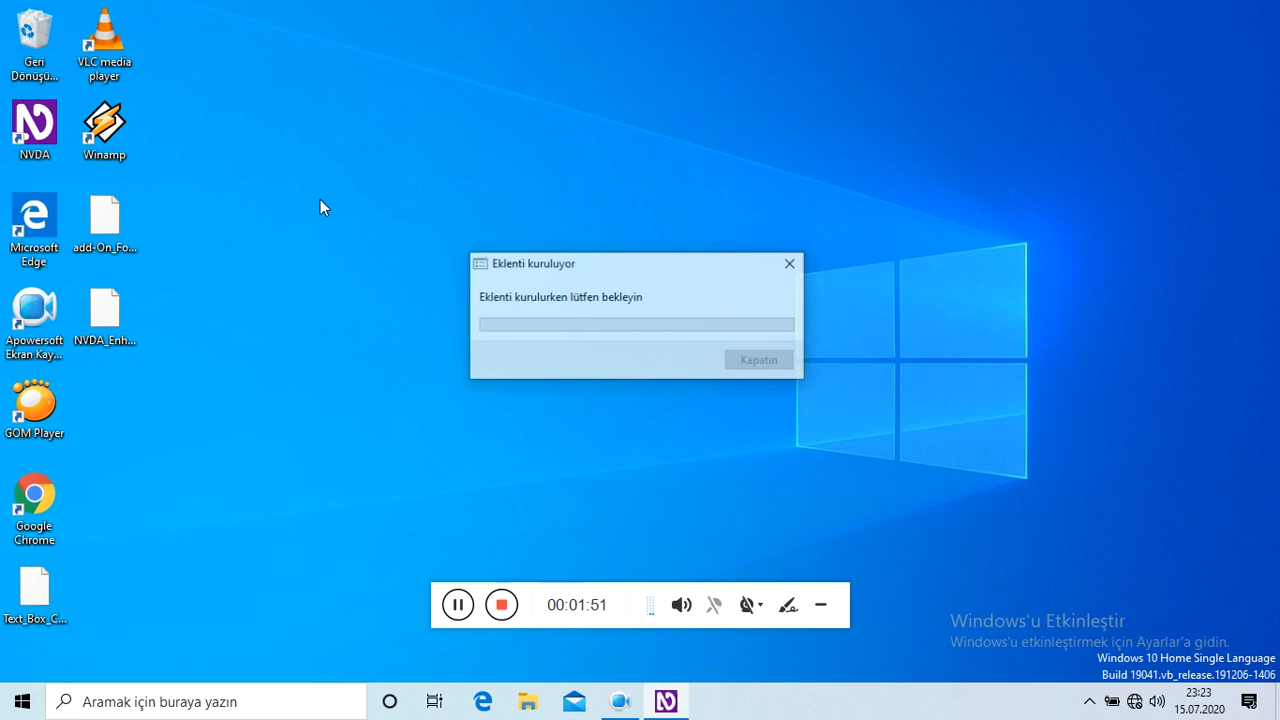 Geri
Dönüşü...
VLC media
player
NVDA
Winamp
Microsoft
Edge
add-On_Fo...
Apowersoft
Ekran Kay...
NVDA_Enh...
GOM Player
Google
Chrome
Text_Box_C...
Eklenti kuruluyor
Eklenti kurulurken lütfen bekleyin
Kapatın
00:01:51
Windows'u Etkinleştir
Windows'u etkinleştirmek için Ayarlar'a gidin.
Windows 10 Home Single Language
Build 19041.vb_release.191206-1406
Aramak için buraya yazın
23:23
15.07.2020